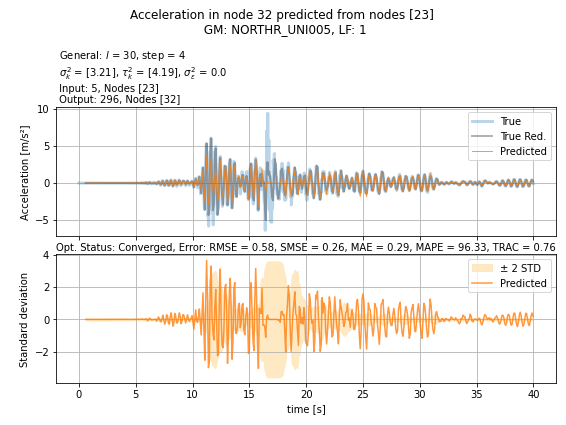 Acceleration in node 32 predicted from nodes [23]
GM: NORTHR_UNI005, LF: 1
General: l = 30, step = 4
σ²ₖ = [3.21], τ²ₖ = [4.19], σ²ε = 0.0
Input: 5, Nodes [23]
Output: 296, Nodes [32]
Acceleration [m/s²]
10
5
0
−5
True
True Red.
Predicted
Opt. Status: Converged, Error: RMSE = 0.58, SMSE = 0.26, MAE = 0.29, MAPE = 96.33, TRAC = 0.76
Standard deviation
4
2
0
−2
± 2 STD
Predicted
0 5 10 15 20 25 30 35 40
time [s]